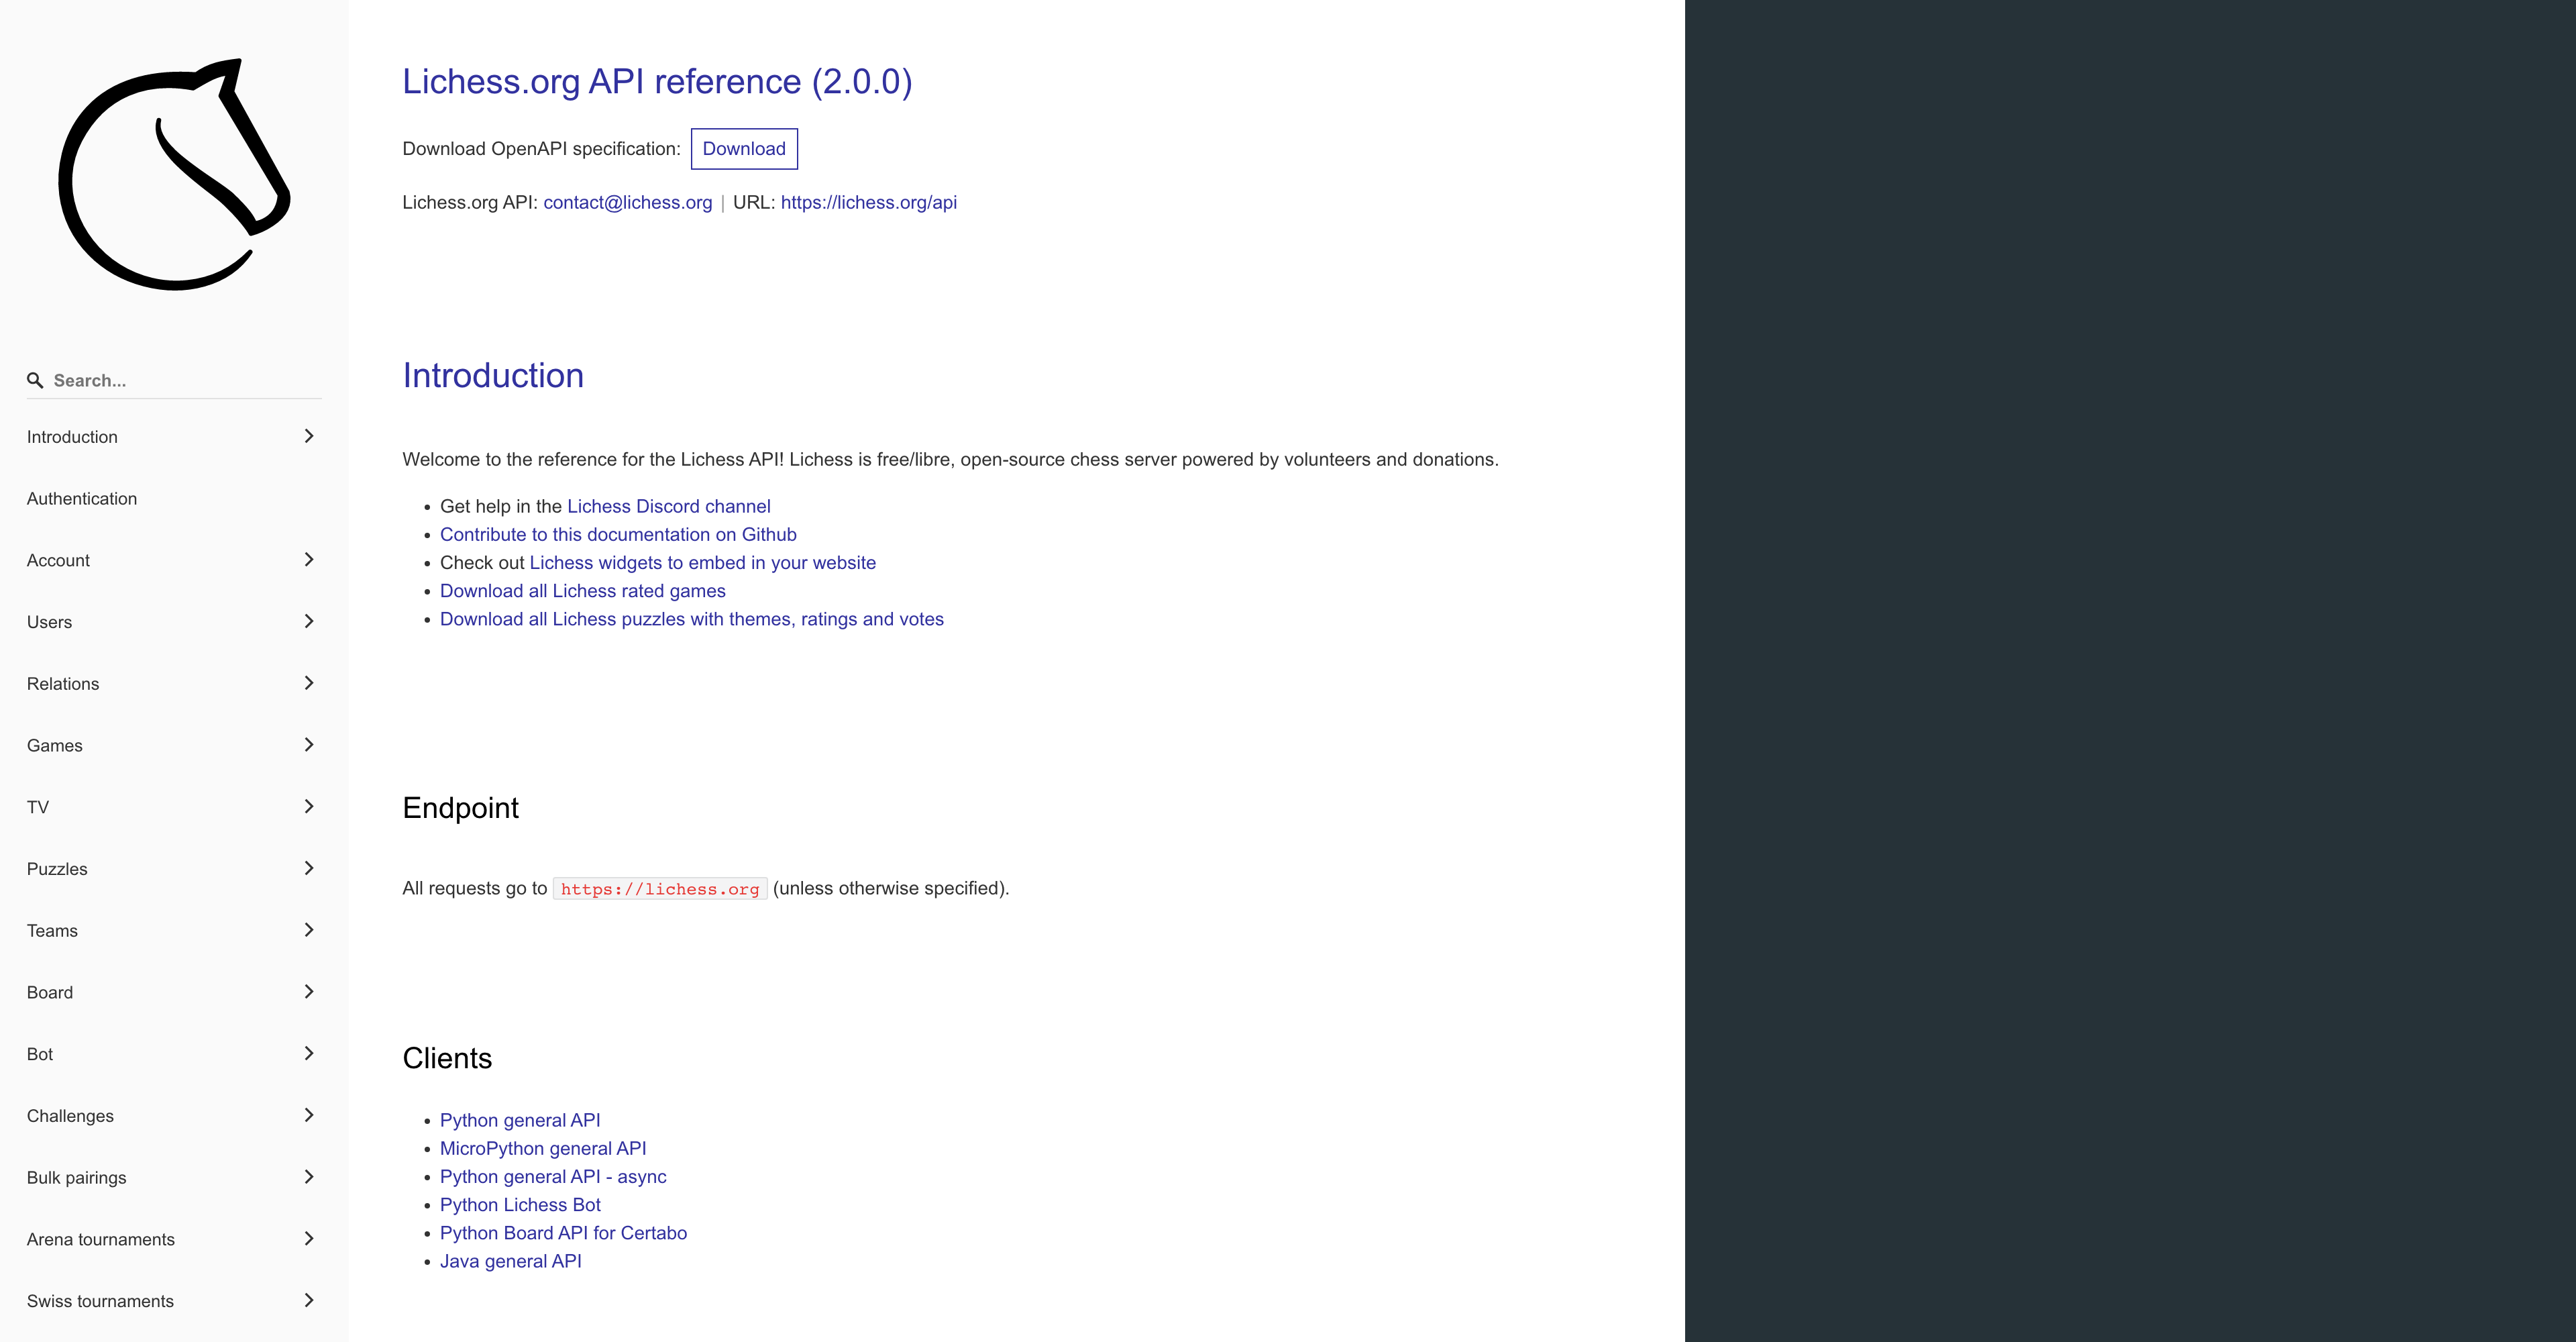 Search...
Introduction
Authentication
Account
Users
Relations
Games
TV
Puzzles
Teams
Board
Bot
Challenges
Bulk pairings
Arena tournaments
Swiss tournaments
Lichess.org API reference (2.0.0)
Download OpenAPI specification: Download
Lichess.org API: contact@lichess.org | URL: https://lichess.org/api
Introduction
Welcome to the reference for the Lichess API! Lichess is free/libre, open-source chess server powered by volunteers and donations.
• Get help in the Lichess Discord channel
• Contribute to this documentation on Github
• Check out Lichess widgets to embed in your website
• Download all Lichess rated games
• Download all Lichess puzzles with themes, ratings and votes
Endpoint
All requests go to https://lichess.org (unless otherwise specified).
Clients
• Python general API
• MicroPython general API
• Python general API - async
• Python Lichess Bot
• Python Board API for Certabo
• Java general API